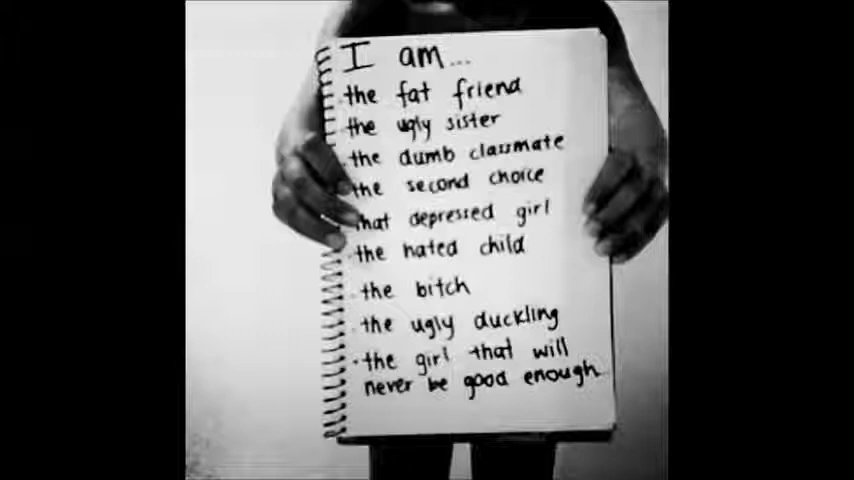 I am...
the fat friend
the ugly sister
the dumb classmate
the second choice
that depressed girl
the hated child
the bitch
the ugly duckling
the girl that will
never be good enough